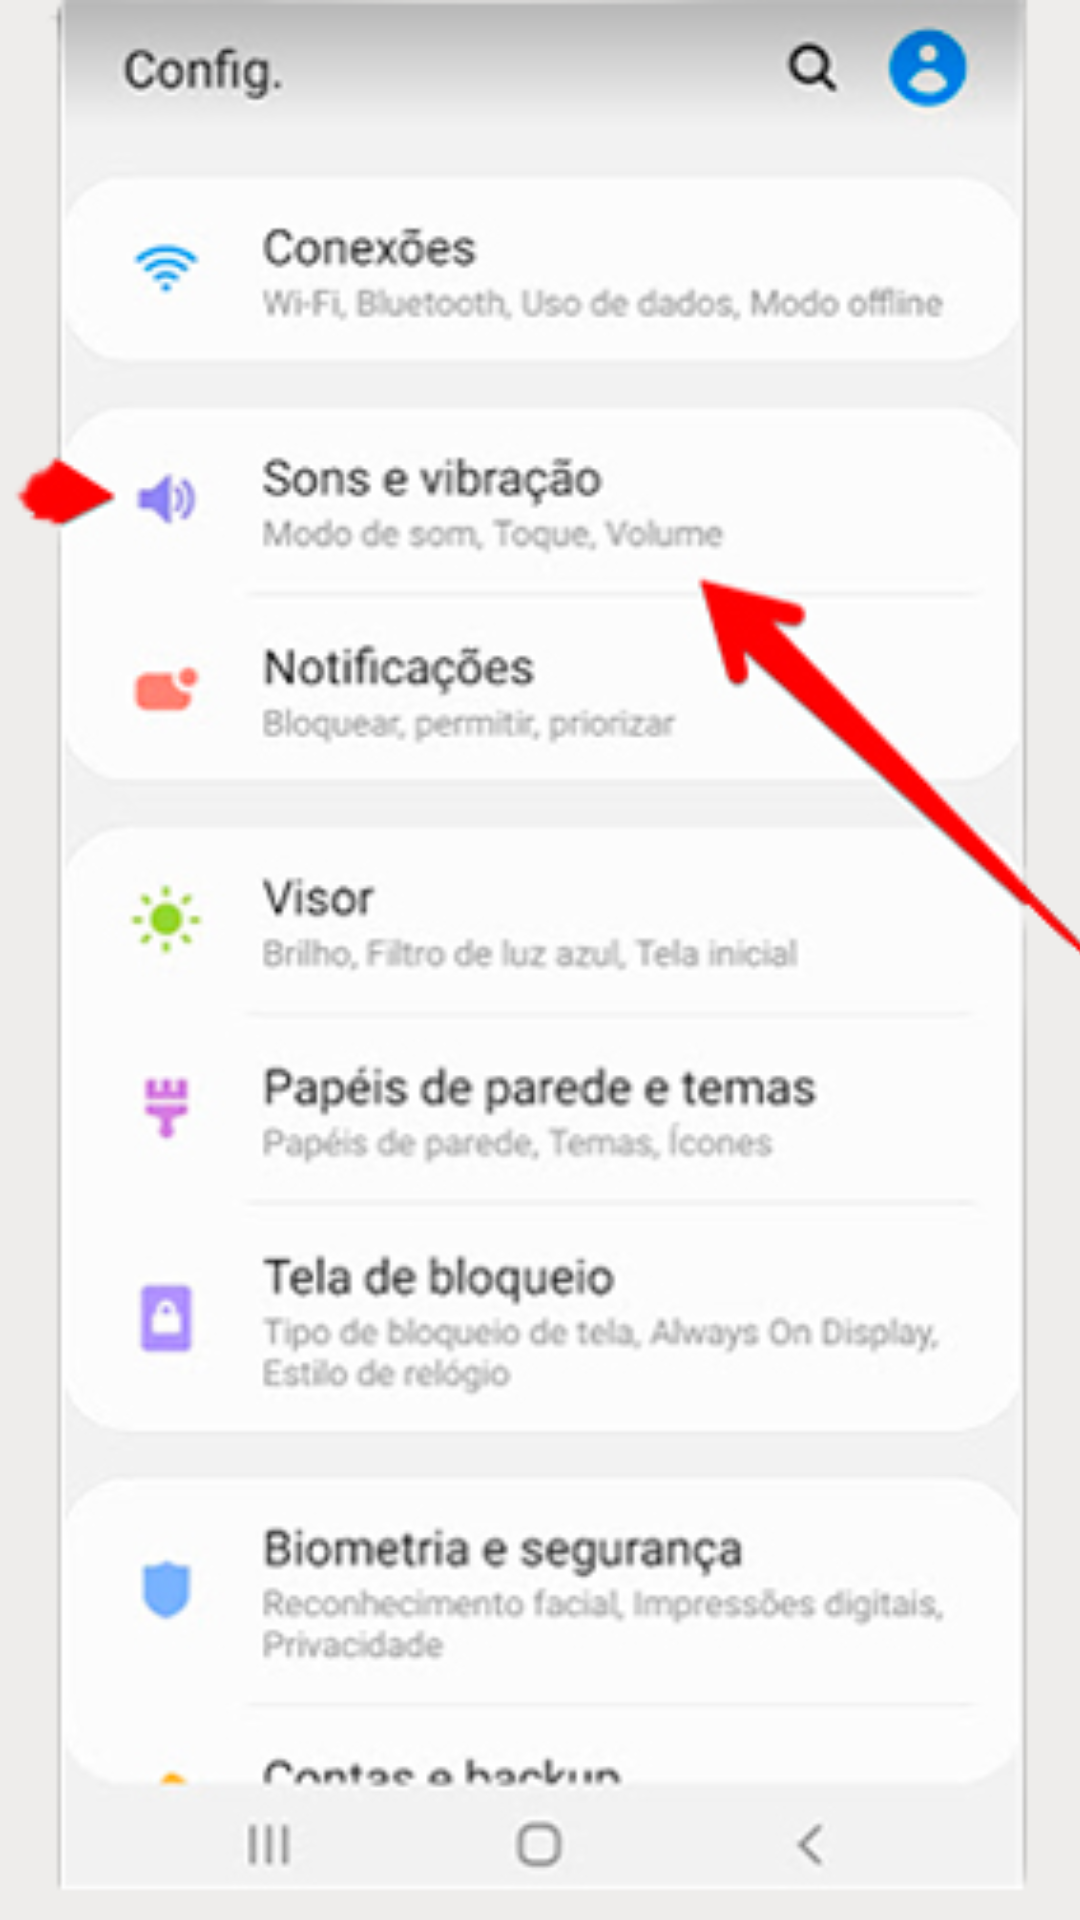 Config.
Conexões
Wi-Fi, Bluetooth, Uso de dados, Modo offline
Sons e vibração
Modo de som, Toque, Volume
Notificações
Bloquear, permitir, priorizar
Visor
Brilho, Filtro de luz azul, Tela inicial
Papéis de parede e temas
Papéis de parede, Temas, Ícones
Tela de bloqueio
Tipo de bloqueio de tela, Always On Display,
Estilo de relógio
Biometria e segurança
Reconhecimento facial, Impressões digitais,
Privacidade
Contas e backup